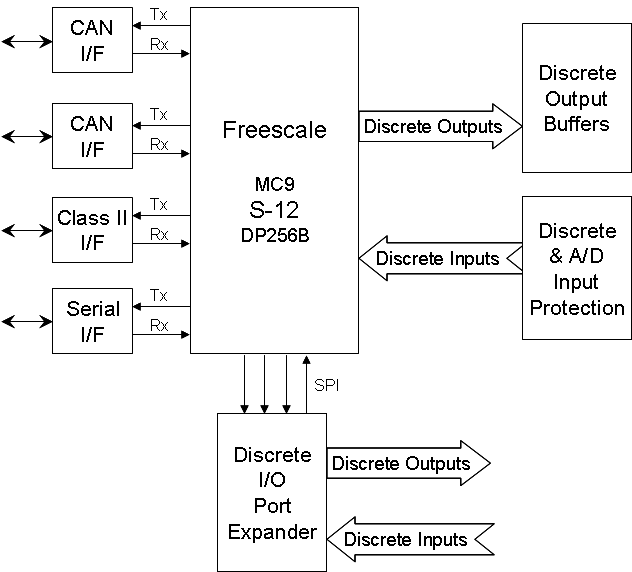 CAN
I/F
Tx
Rx
CAN
I/F
Tx
Rx
Class II
I/F
Tx
Rx
Serial
I/F
Tx
Rx
Freescale
MC9
S-12
DP256B
Discrete Outputs
Discrete
Output
Buffers
Discrete Inputs
Discrete
& A/D
Input
Protection
SPI
Discrete
I/O
Port
Expander
Discrete Outputs
Discrete Inputs